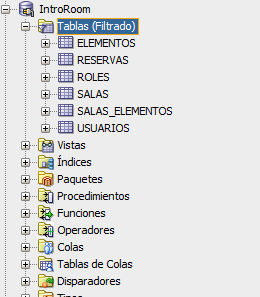 IntroRoom
Tablas (Filtrado)
ELEMENTOS
RESERVAS
ROLES
SALAS
SALAS_ELEMENTOS
USUARIOS
Vistas
Índices
Paquetes
Procedimientos
Funciones
Operadores
Colas
Tablas de Colas
Disparadores